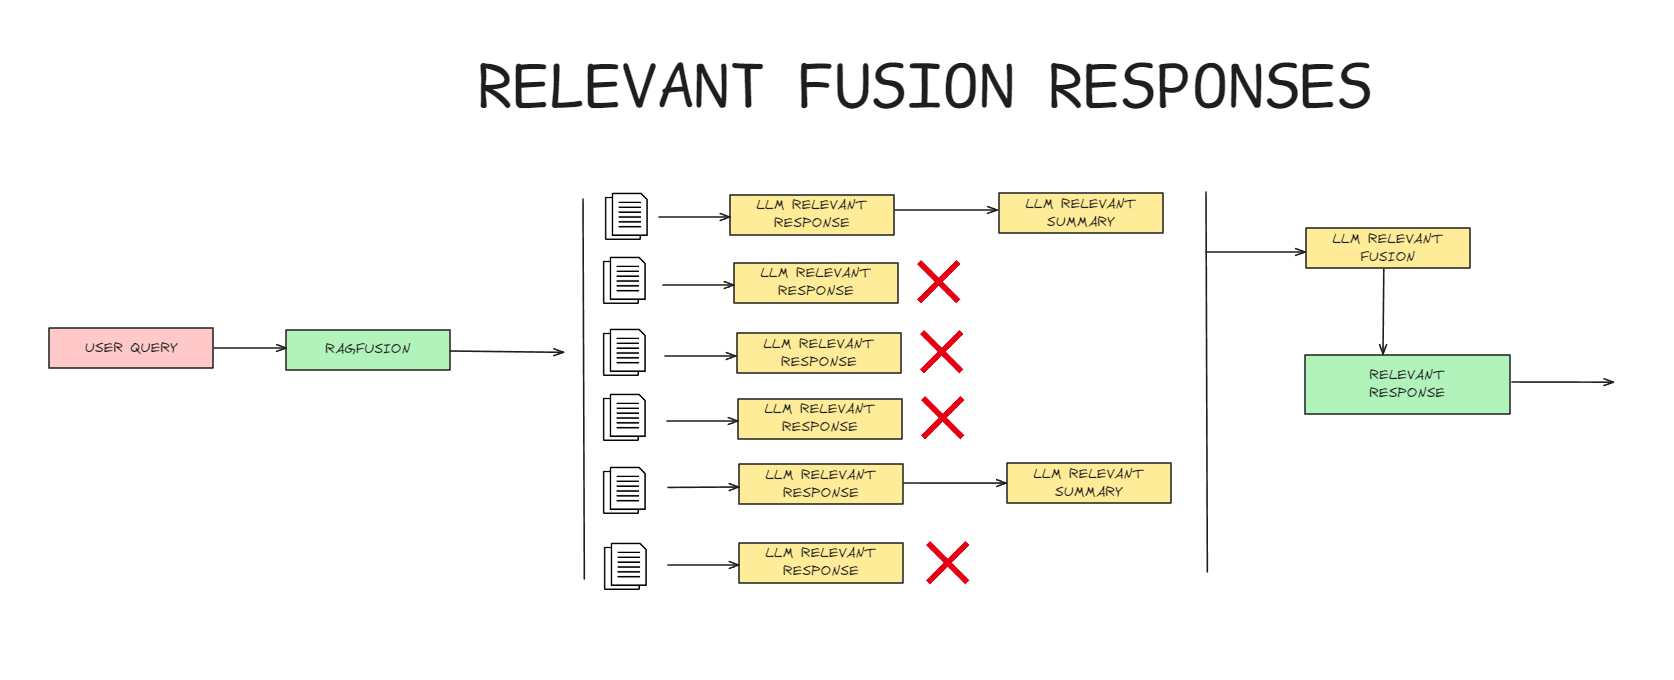 RELEVANT FUSION RESPONSES
USER QUERY
RAGFUSION
LLM RELEVANT
RESPONSE
LLM RELEVANT
SUMMARY
LLM RELEVANT
RESPONSE
LLM RELEVANT
RESPONSE
LLM RELEVANT
RESPONSE
LLM RELEVANT
RESPONSE
LLM RELEVANT
SUMMARY
LLM RELEVANT
RESPONSE
LLM RELEVANT
FUSION
RELEVANT
RESPONSE